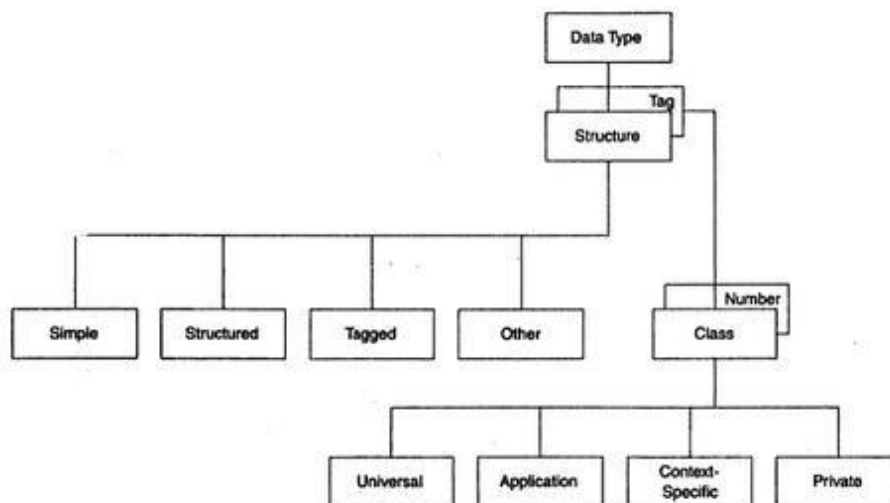 Data Type
Tag
Structure
Number
Simple
Structured
Tagged
Other
Class
Universal
Application
Context-
Specific
Private